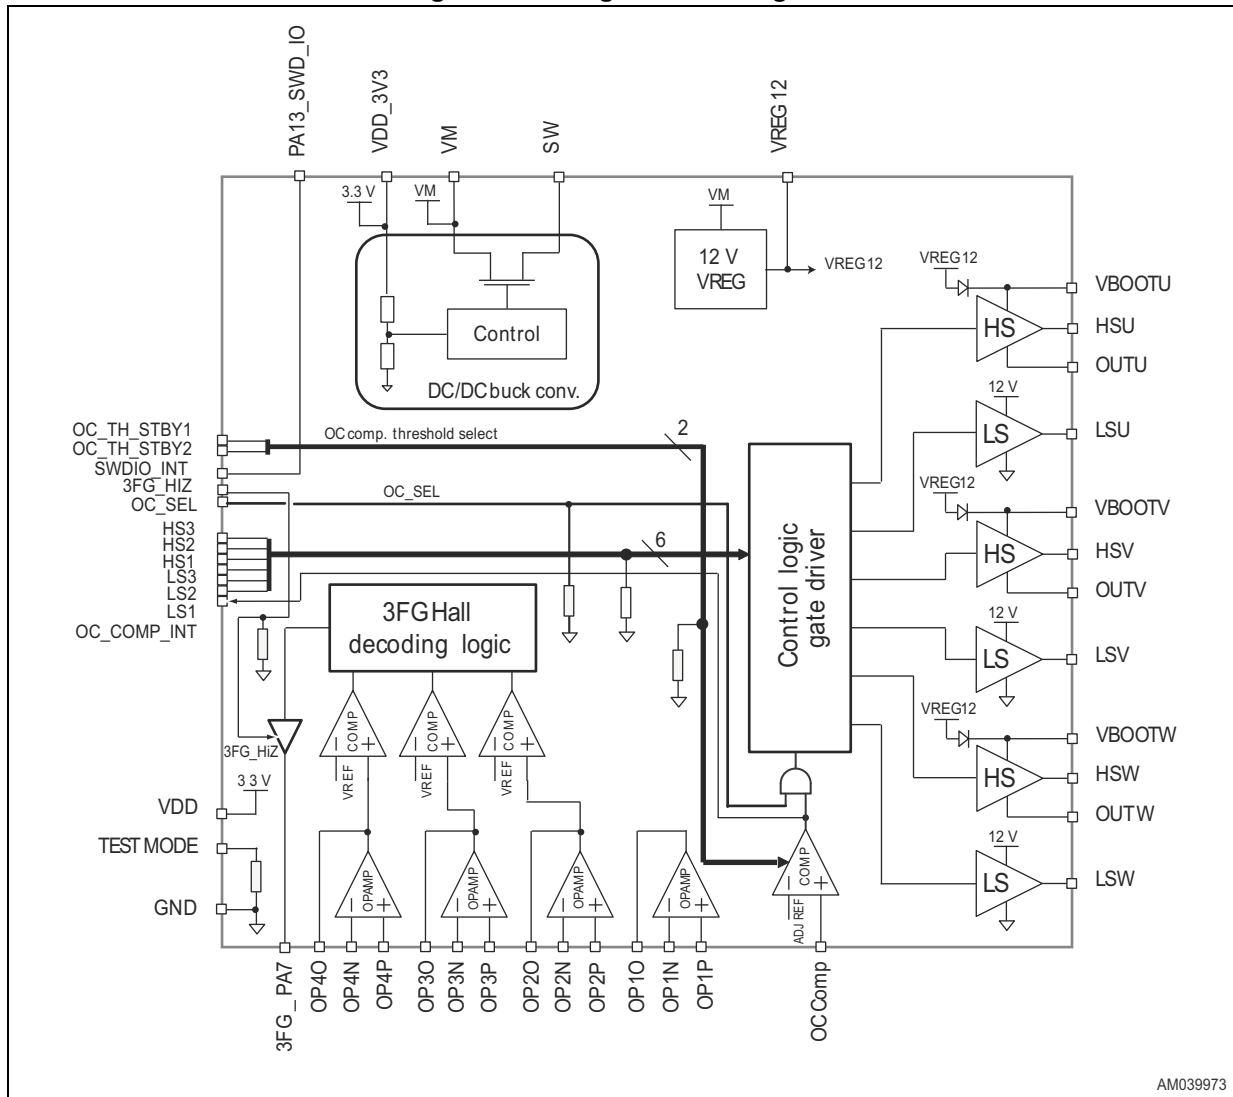 PA13_SWD_IO
VDD_3V3
VM
SW
VREG12
3.3 V
VM
VM
12 V
VREG
VREG12
Control
DC/DC buck conv.
VREG12
VBOOTU
HS
HSU
OUTU
12 V
LS
LSU
OC_TH_STBY1
OC_TH_STBY2
SWDIO_INT
3FG_HIZ
OC_SEL
HS3
HS2
HS1
LS3
LS2
LS1
OC_COMP_INT
OC comp. threshold select
2
OC_SEL
6
Control logic
gate driver
VREG12
VBOOTV
HS
HSV
OUTV
12 V
LS
LSV
3FG Hall
decoding logic
COMP
COMP
COMP
VREF
VREF
VREF
3FG_HiZ
VREG12
VBOOTW
HS
HSW
OUTW
12 V
LS
LSW
3 3 V
VDD
TEST MODE
GND
OPAMP
OPAMP
OPAMP
OPAMP
COMP
ADJ REF
3FG_PA7
OP4O
OP4N
OP4P
OP3O
OP3N
OP3P
OP2O
OP2N
OP2P
OP1O
OP1N
OP1P
OC Comp
AM039973